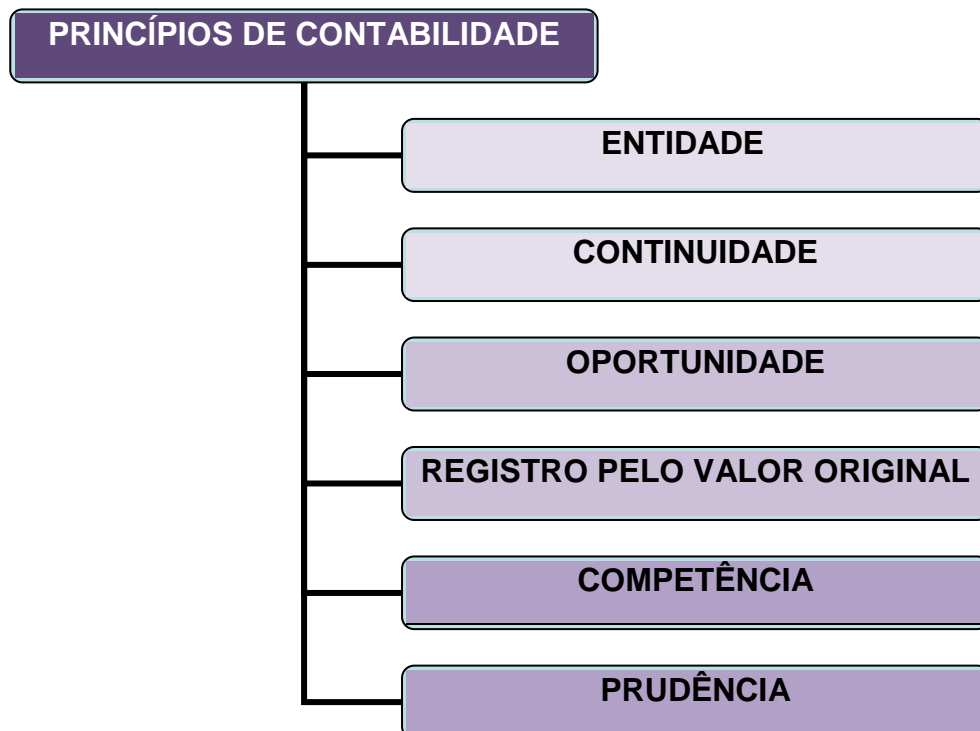 PRINCÍPIOS DE CONTABILIDADE
ENTIDADE
CONTINUIDADE
OPORTUNIDADE
REGISTRO PELO VALOR ORIGINAL
COMPETÊNCIA
PRUDÊNCIA